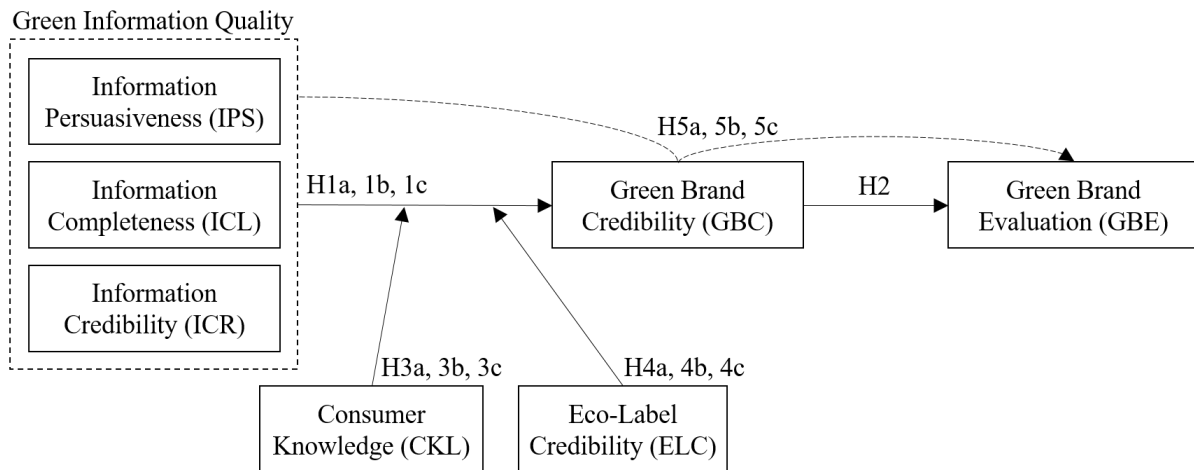 Green Information Quality
Information
Persuasiveness (IPS)
H5a, 5b, 5c
Information
Completeness (ICL)
H1a, 1b, 1c
Green Brand
Credibility (GBC)
H2
Green Brand
Evaluation (GBE)
Information
Credibility (ICR)
H3a, 3b, 3c
H4a, 4b, 4c
Consumer
Knowledge (CKL)
Eco-Label
Credibility (ELC)